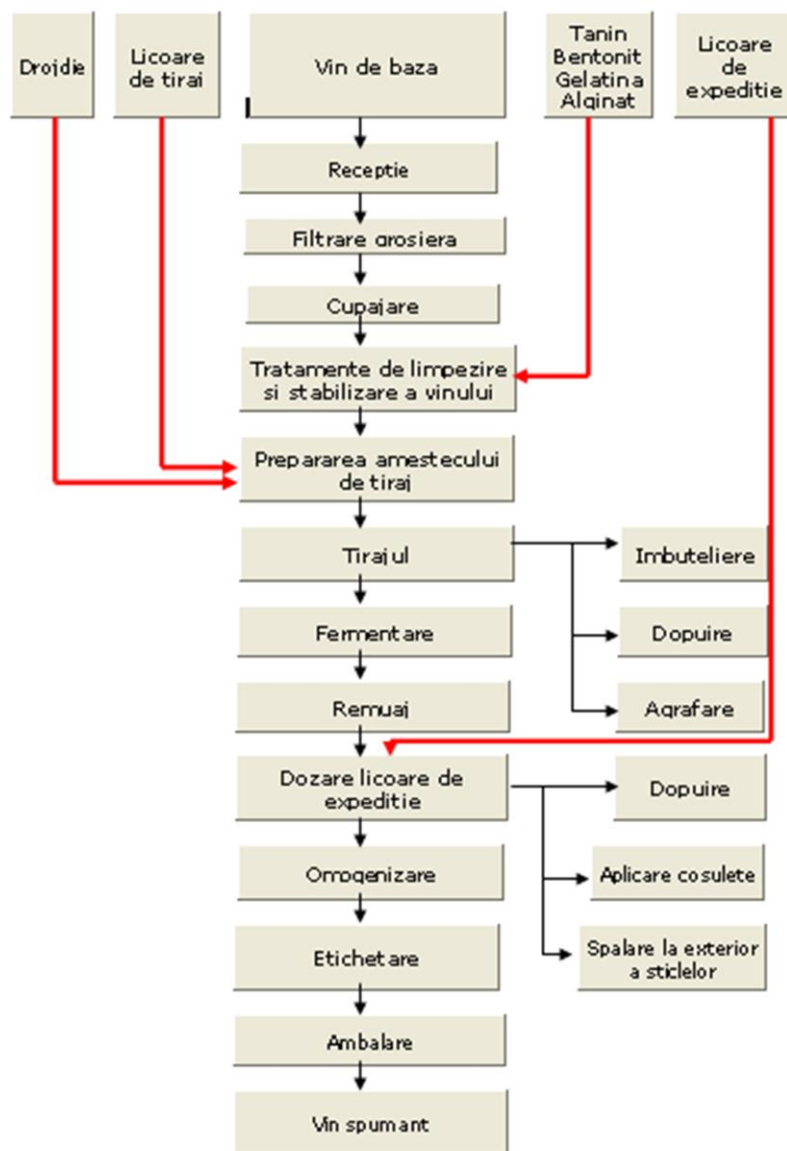 Drojdie
Licoare
de tiraj
Vin de baza
Tanin
Bentonit
Gelatina
Alginat
Licoare
de
expeditie
Receptie
Filtrare grosiera
Cupajare
Tratamente de limpezire
si stabilizare a vinului
Prepararea amestecului
de tiraj
Tirajul
Imbuteliere
Fermentare
Dopuire
Remuaj
Agrafare
Dozare licoare de
expeditie
Dopuire
Omogenizare
Aplicare cosulete
Etichetare
Spalare la exterior
a sticlelor
Ambalare
Vin spumant